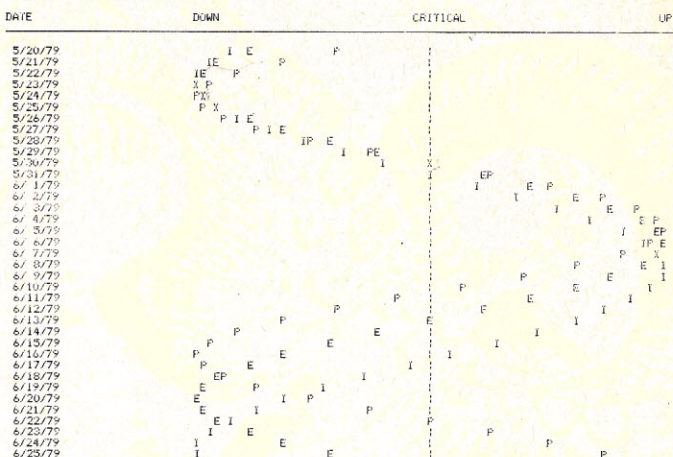 DATE DOWN CRITICAL UP
5/20/79 I E P
5/21/79 IE P
5/22/79 IE P
5/23/79 X P
5/24/79 PX
5/25/79 P X
5/26/79 P I E
5/27/79 P I E
5/28/79 IP E
5/29/79 I PE
5/30/79 I X
5/31/79 I EP
6/ 1/79 I E P
6/ 2/79 I E P
6/ 3/79 I E P
6/ 4/79 I E P
6/ 5/79 I EP
6/ 6/79 IP E
6/ 7/79 P X
6/ 8/79 P E I
6/ 9/79 P E I
6/10/79 P E I
6/11/79 P E I
6/12/79 P E I
6/13/79 P E I
6/14/79 P E I
6/15/79 P E I
6/16/79 P E I
6/17/79 P E I
6/18/79 EP I
6/19/79 E P I
6/20/79 E I P
6/21/79 E I P
6/22/79 E I P
6/23/79 I E P
6/24/79 I E P
6/25/79 I E P